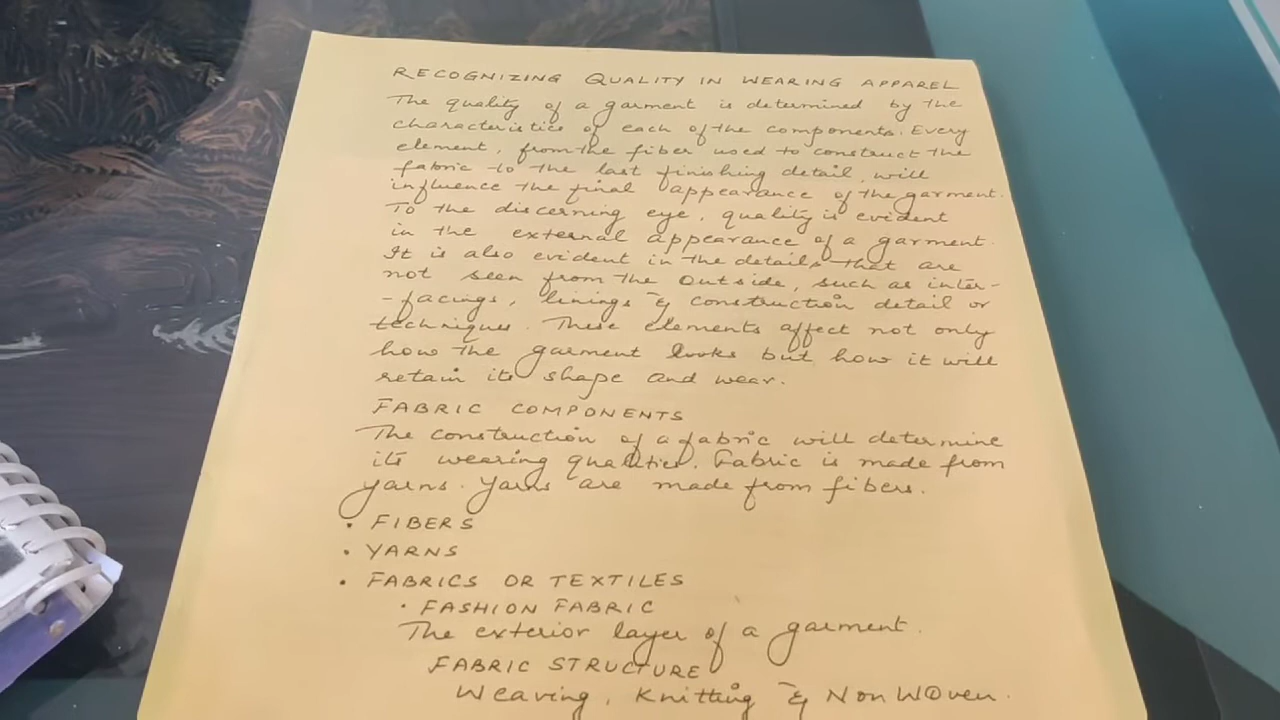 RECOGNIZING QUALITY IN WEARING APPAREL
The quality of a garment is determined by the
characteristics of each of the components. Every
element, from the fiber used to construct the
fabric to the last finishing detail, will
influence the final appearance of the garment.
To the discerning eye, quality is evident
in the external appearance of a garment.
It is also evident in the details that are
not seen from the outside, such as inter-
-facings, linings & construction detail or
techniques. These elements affect not only
how the garment looks but how it will
retain its shape and wear.
FABRIC COMPONENTS
The construction of a fabric will determine
its wearing qualities. Fabric is made from
yarns. Yarns are made from fibers.
• FIBERS
• YARNS
• FABRICS OR TEXTILES
• FASHION FABRIC
The exterior layer of a garment.
FABRIC STRUCTURE
Weaving, Knitting & Non Woven.